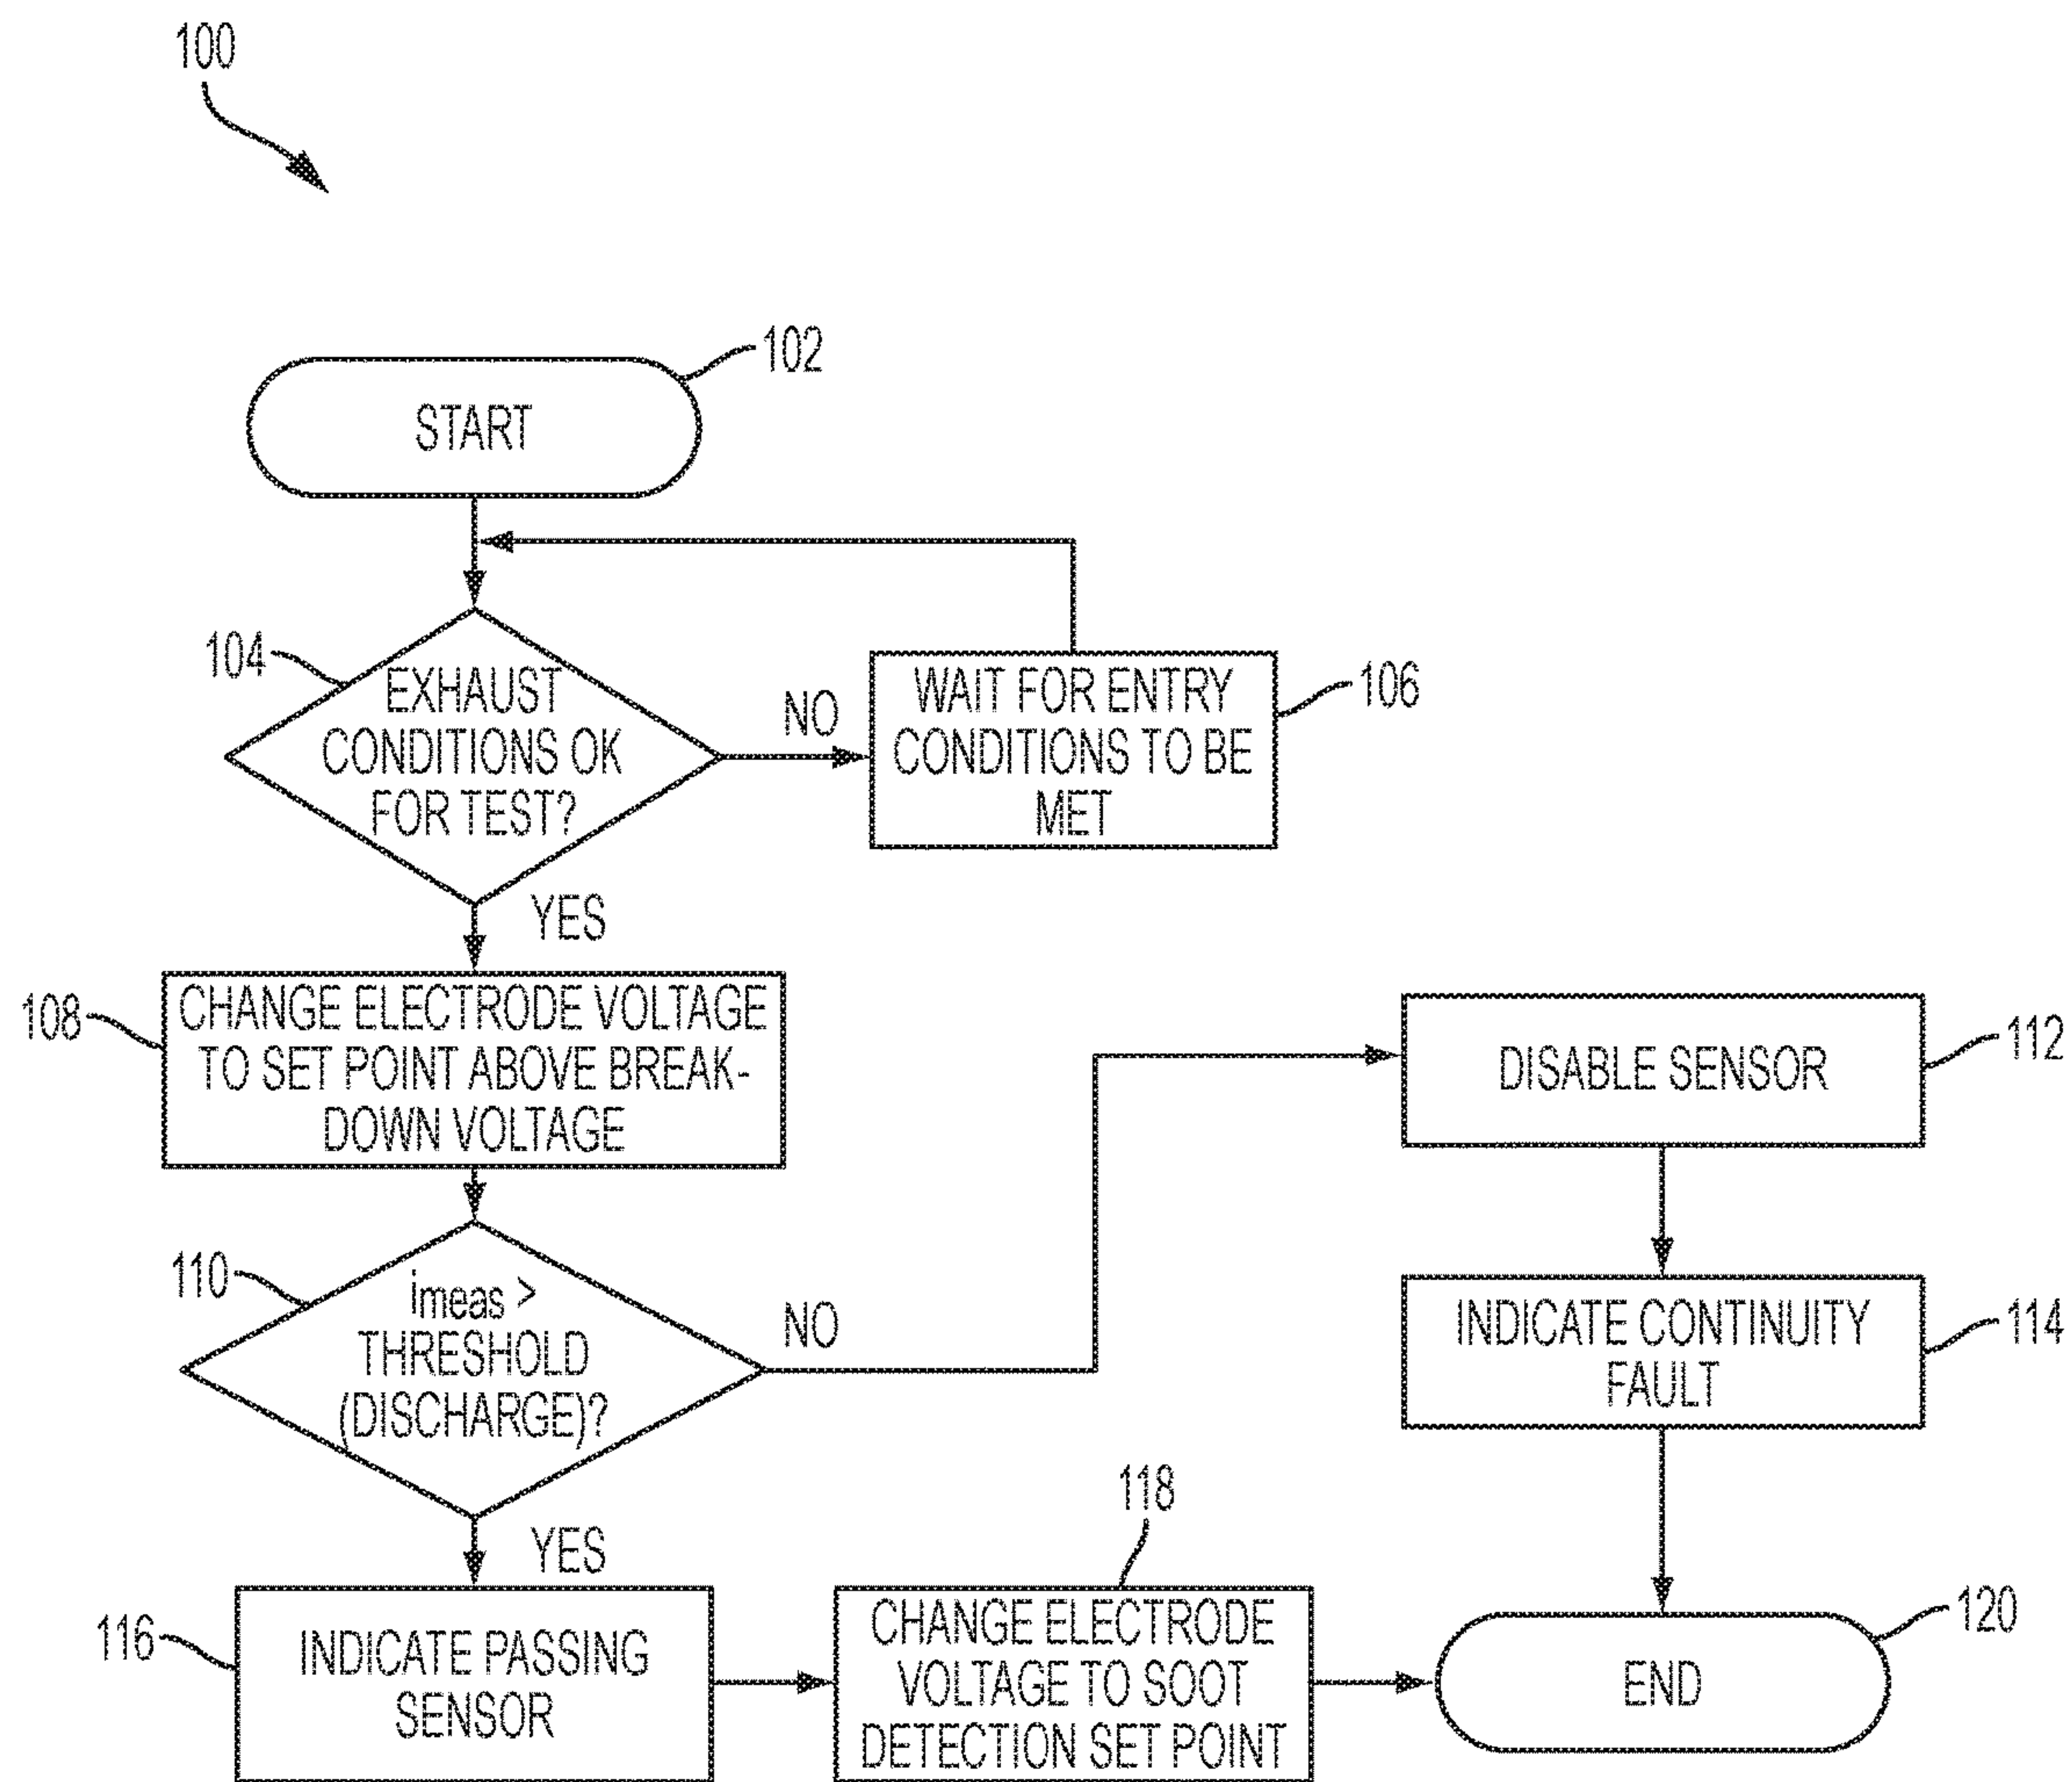 100
102
START
104
EXHAUST
CONDITIONS OK
FOR TEST?
NO
WAIT FOR ENTRY
CONDITIONS TO BE
MET
106
YES
108
CHANGE ELECTRODE VOLTAGE
TO SET POINT ABOVE BREAK-
DOWN VOLTAGE
112
DISABLE SENSOR
110
imeas >
THRESHOLD
(DISCHARGE)?
NO
INDICATE CONTINUITY
FAULT
114
YES
116
INDICATE PASSING
SENSOR
118
CHANGE ELECTRODE
VOLTAGE TO SOOT
DETECTION SET POINT
120
END